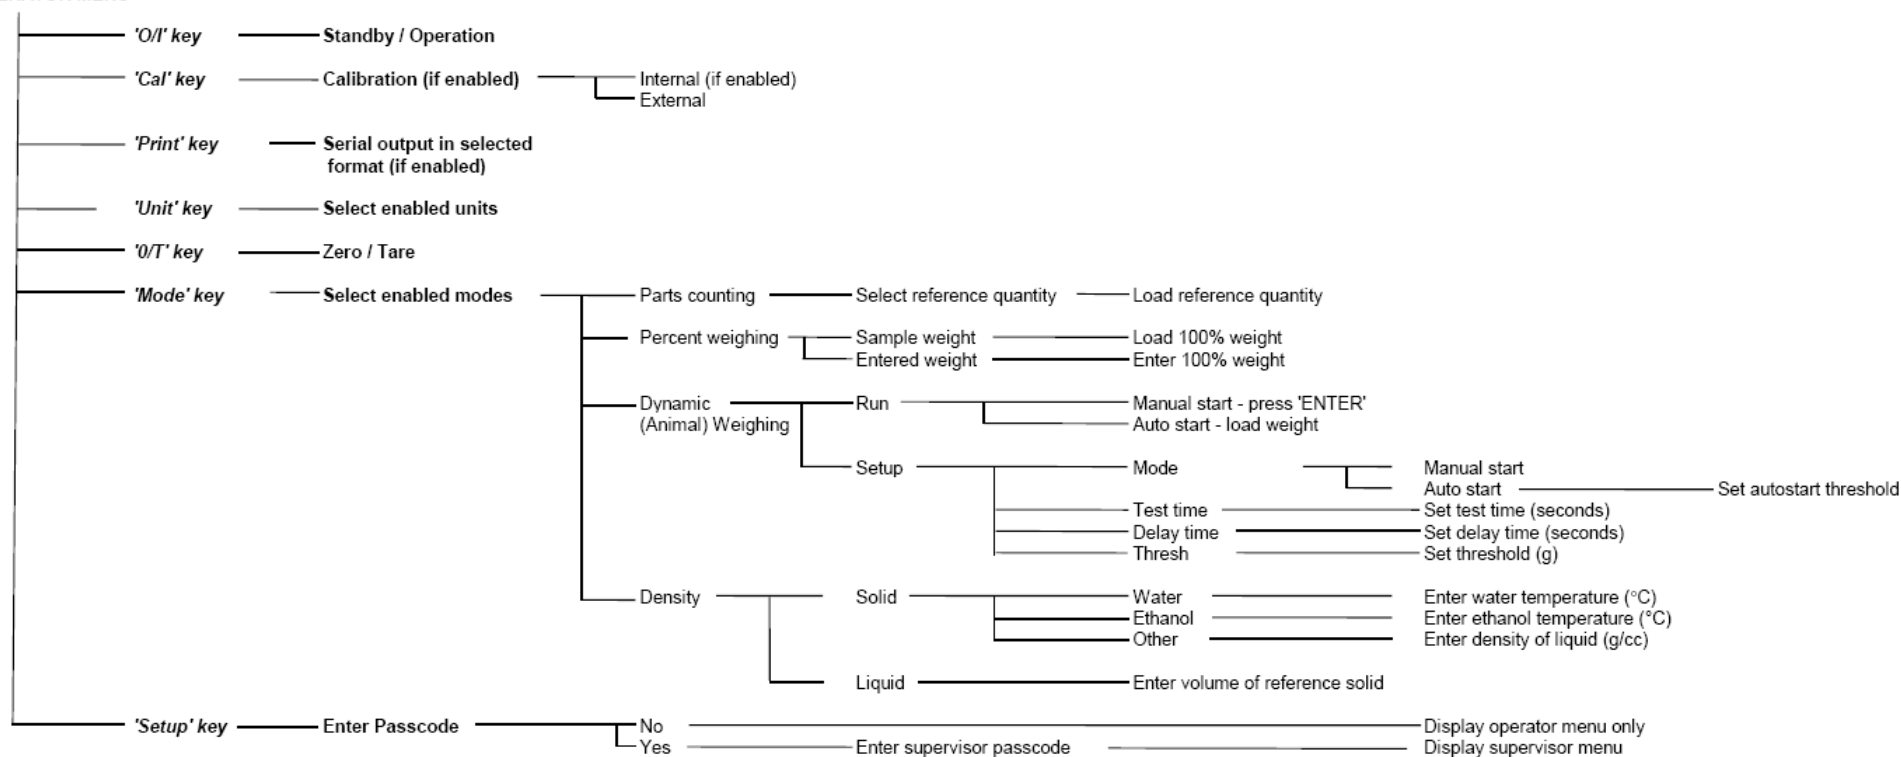 'O/I' key Standby / Operation
'Cal' key Calibration (if enabled) Internal (if enabled)
External
'Print' key Serial output in selected
format (if enabled)
'Unit' key Select enabled units
'0/T' key Zero / Tare
'Mode' key Select enabled modes Parts counting Select reference quantity Load reference quantity
Percent weighing Sample weight Load 100% weight
Entered weight Enter 100% weight
Dynamic Run Manual start - press 'ENTER'
(Animal) Weighing Auto start - load weight
Setup Mode Manual start
Auto start Set autostart threshold
Test time Set test time (seconds)
Delay time Set delay time (seconds)
Thresh Set threshold (g)
Density Solid Water Enter water temperature (°C)
Ethanol Enter ethanol temperature (°C)
Other Enter density of liquid (g/cc)
Liquid Enter volume of reference solid
'Setup' key Enter Passcode No Display operator menu only
Yes Enter supervisor passcode Display supervisor menu